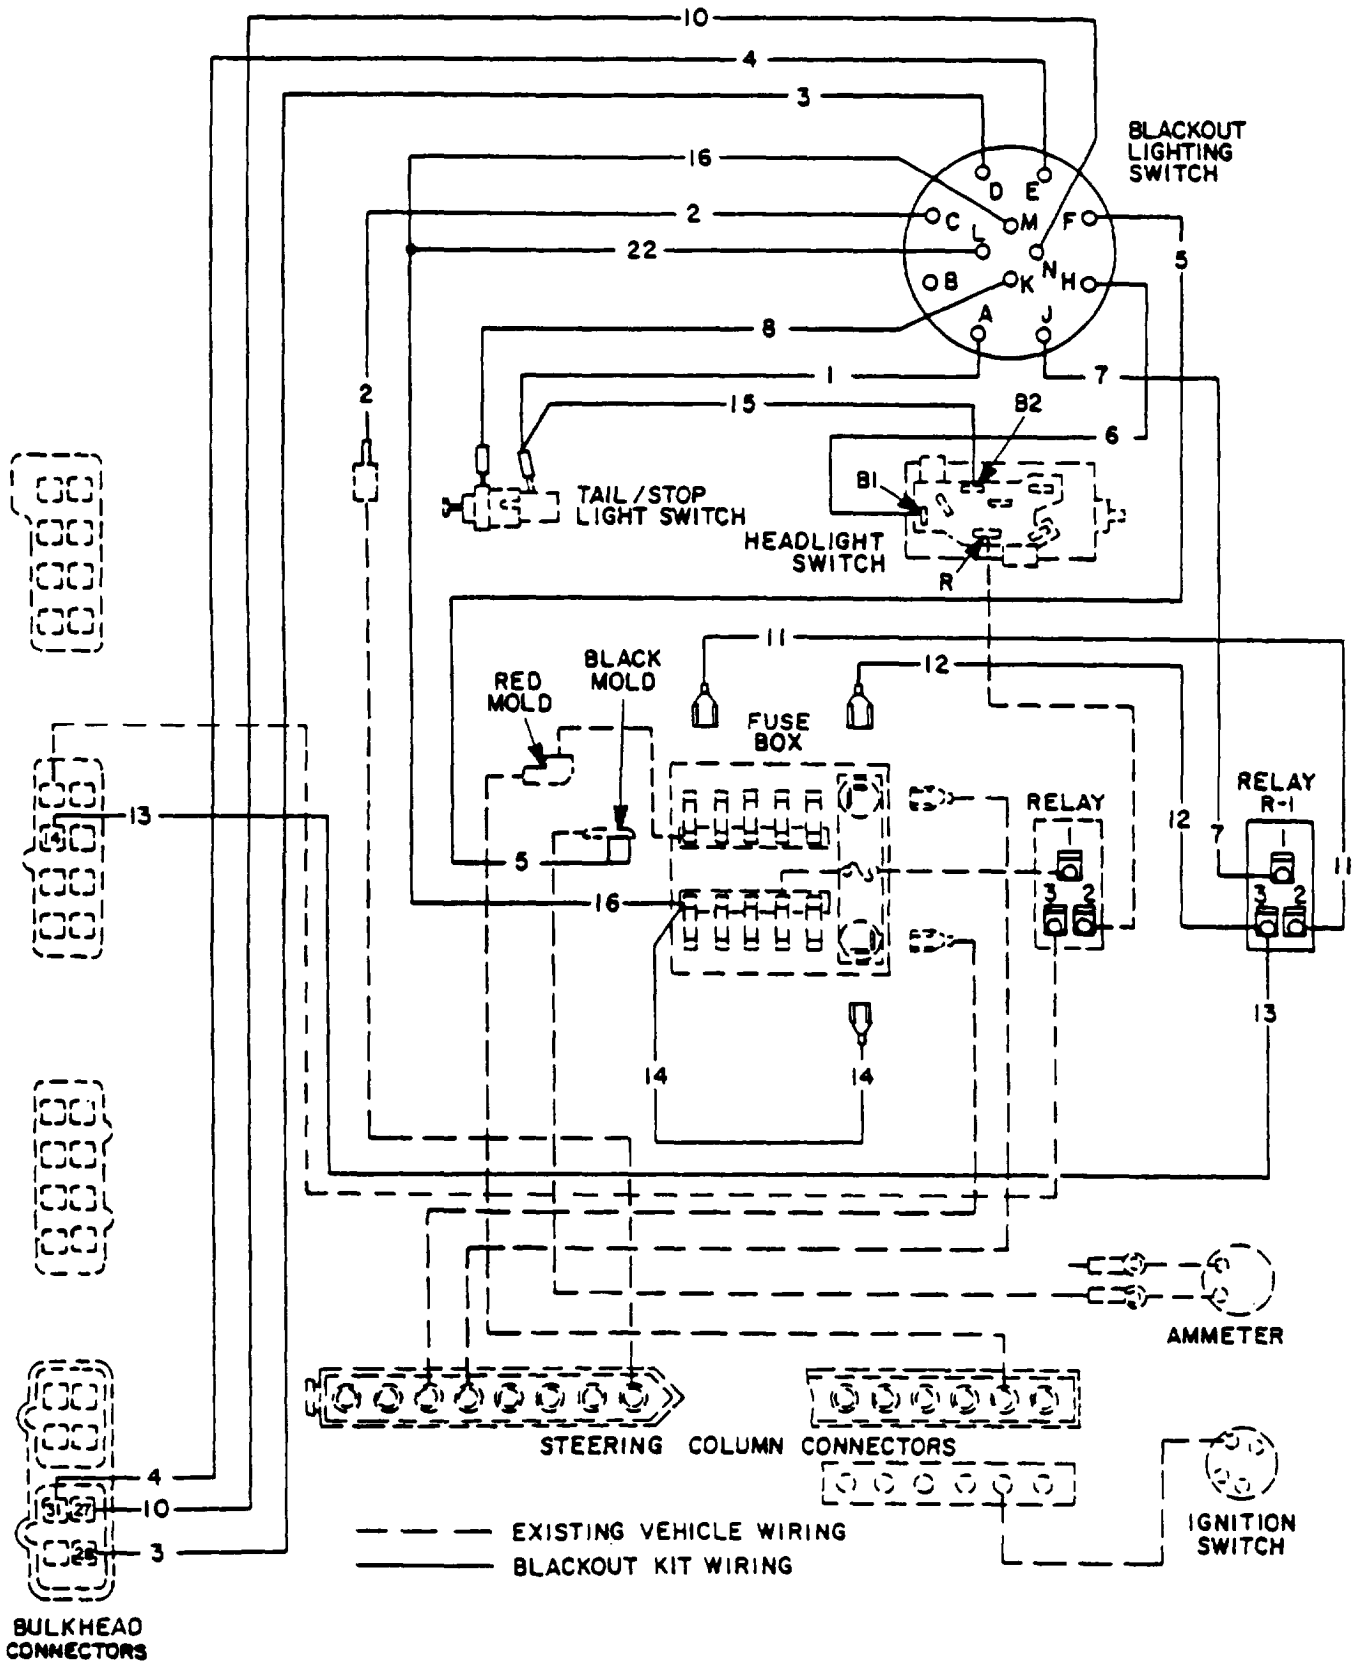 10
4
3
BLACKOUT
LIGHTING
SWITCH
16
D E
2
C M F
L
22
5
N
B K H
A J
8
1 7
2
15 B2
6
B1
TAIL/STOP
LIGHT SWITCH
HEADLIGHT
SWITCH
R
11
BLACK
MOLD
12
RED
MOLD
FUSE
BOX
RELAY
R-1
RELAY
13
12
7
1
1
4
5
11
3 2
3 2
16
13
14 14
AMMETER
STEERING COLUMN CONNECTORS
4
31 27 10
EXISTING VEHICLE WIRING
IGNITION
SWITCH
3
BLACKOUT KIT WIRING
BULKHEAD
CONNECTORS